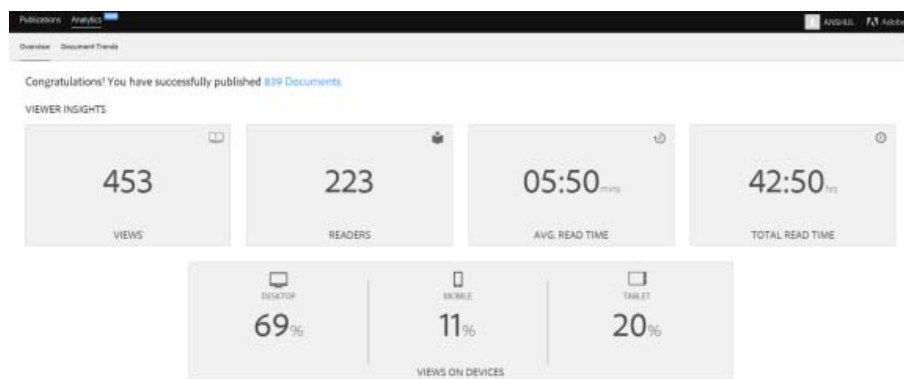 Publications Analytics
ANSHUL Adobe
Overview Document Trends
Congratulations! You have successfully published 839 Documents
VIEWER INSIGHTS
453 223 05:50 mins 42:50 hrs
VIEWS READERS AVG. READ TIME TOTAL READ TIME
DESKTOP MOBILE TABLET
69% 11% 20%
VIEWS ON DEVICES